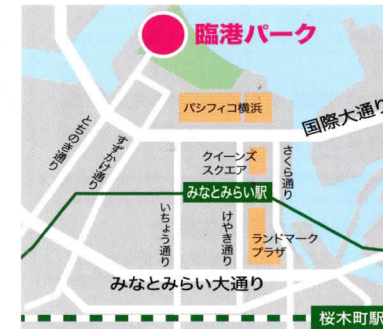 臨港パーク
パシフィコ横浜
国際大通り
とちのき通り
すずかけ通り
クイーンズ
スクエア
さくら通り
みなとみらい駅
いちょう通り
けやき通り
ランドマーク
プラザ
みなとみらい大通り
桜木町駅